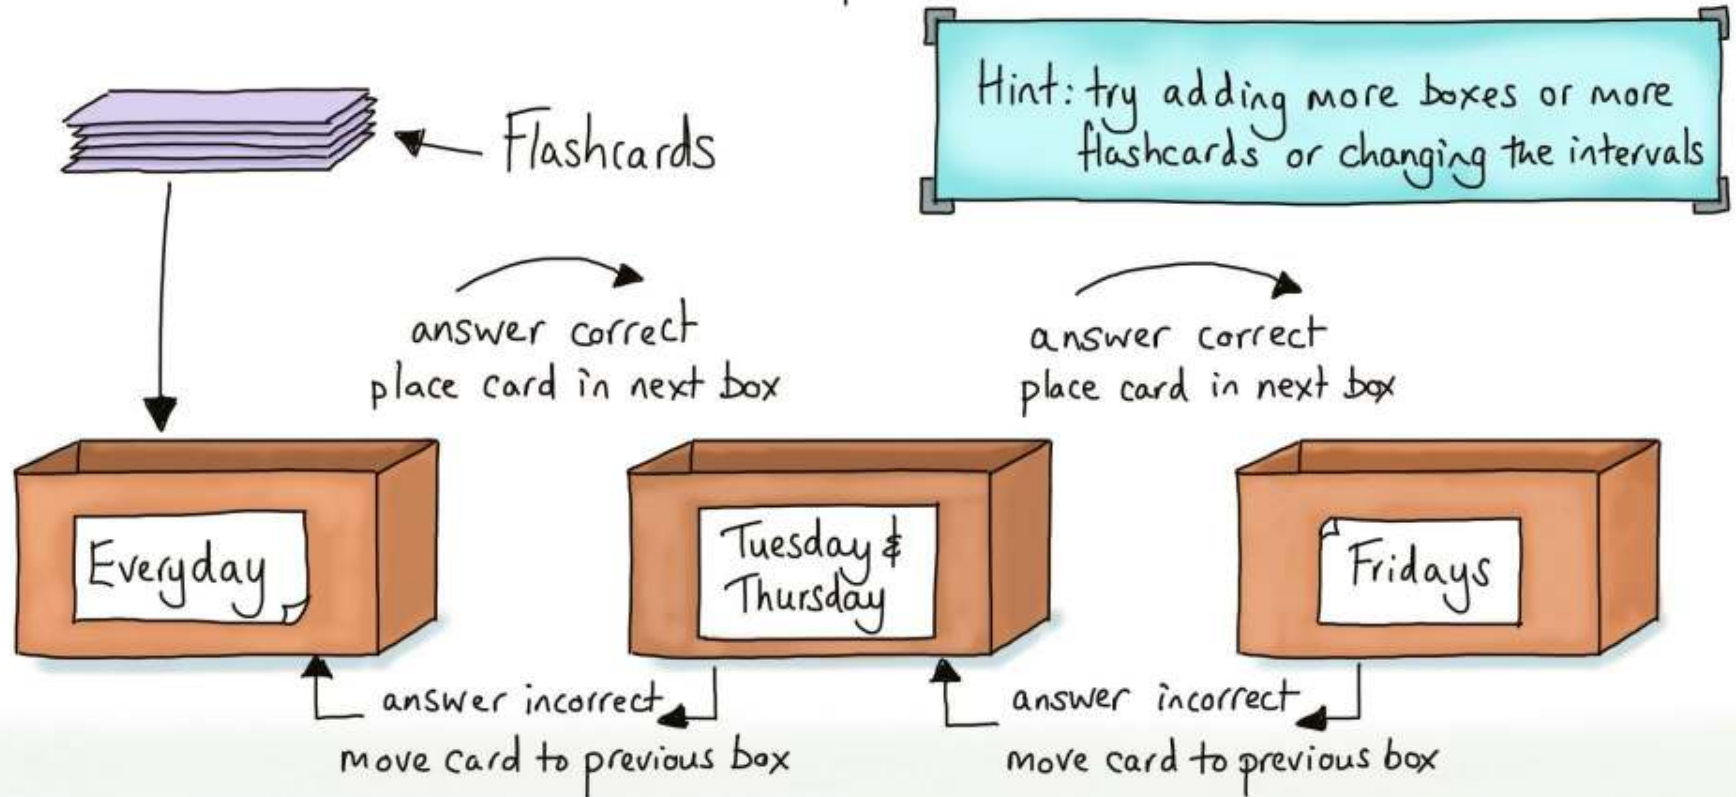 Hint: try adding more boxes or more
flashcards or changing the intervals
Flashcards
answer correct
place card in next box
answer correct
place card in next box
Everyday
Tuesday &
Thursday
Fridays
answer incorrect
move card to previous box
answer incorrect
move card to previous box